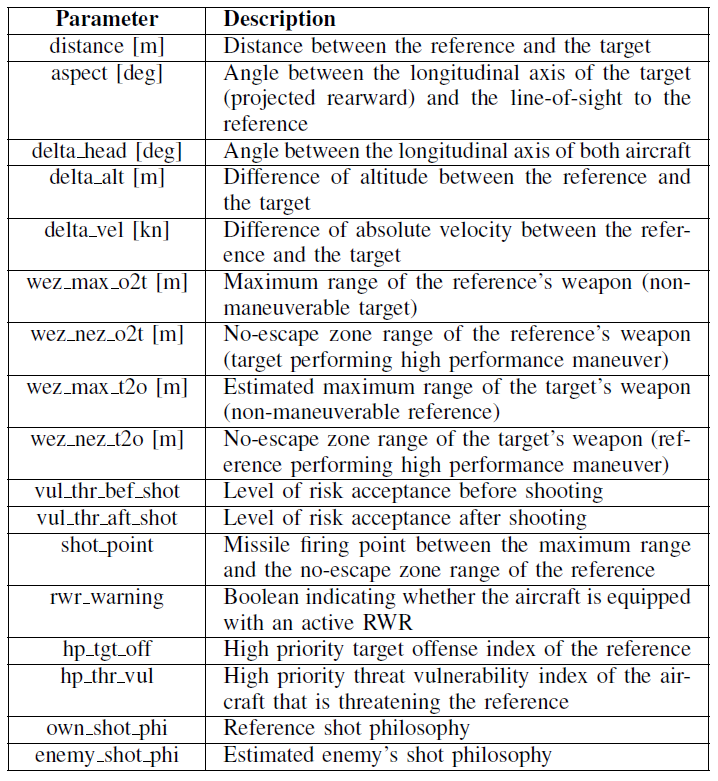 Parameter Description
distance [m] Distance between the reference and the target
aspect [deg] Angle between the longitudinal axis of the target
(projected rearward) and the line-of-sight to the
reference
delta_head [deg] Angle between the longitudinal axis of both aircraft
delta_alt [m] Difference of altitude between the reference and
the target
delta_vel [kn] Difference of absolute velocity between the refer-
ence and the target
wez_max_o2t [m] Maximum range of the reference's weapon (non-
maneuverable target)
wez_nez_o2t [m] No-escape zone range of the reference's weapon
(target performing high performance maneuver)
wez_max_t2o [m] Estimated maximum range of the target's weapon
(non-maneuverable reference)
wez_nez_t2o [m] No-escape zone range of the target's weapon (ref-
erence performing high performance maneuver)
vul_thr_bef_shot Level of risk acceptance before shooting
vul_thr_aft_shot Level of risk acceptance after shooting
shot_point Missile firing point between the maximum range
and the no-escape zone range of the reference
rwr_warning Boolean indicating whether the aircraft is equipped
with an active RWR
hp_tgt_off High priority target offense index of the reference
hp_thr_vul High priority threat vulnerability index of the air-
craft that is threatening the reference
own_shot_phi Reference shot philosophy
enemy_shot_phi Estimated enemy's shot philosophy